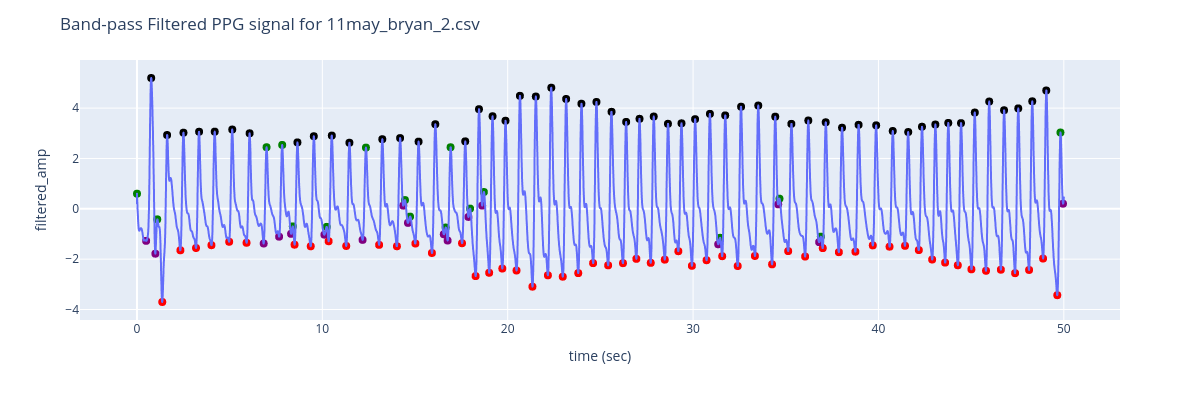 Band-pass Filtered PPG signal for 11may_bryan_2.csv
filtered_amp
4
2
0
−2
−4
0 10 20 30 40 50
time (sec)